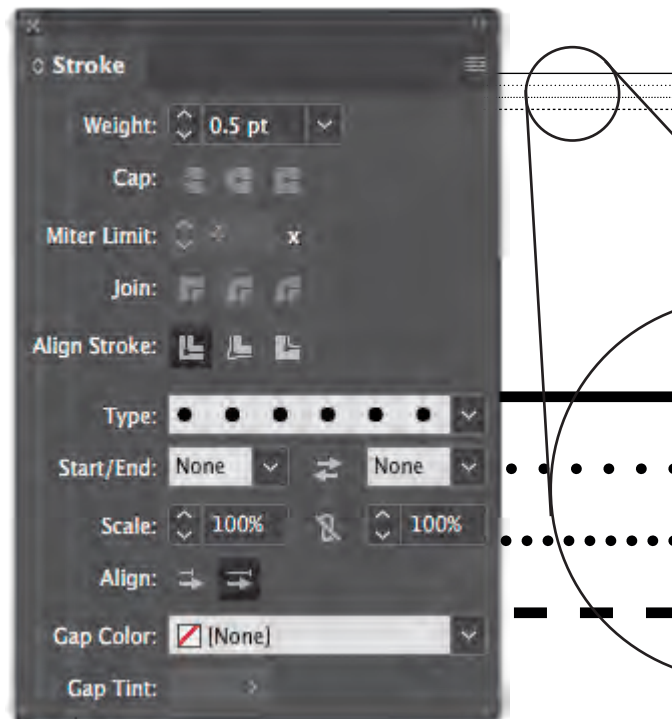 Stroke
Weight: 0.5 pt
Cap:
Miter Limit: 4 x
Join:
Align Stroke:
Type:
Start/End: None None
Scale: 100% 100%
Align:
Gap Color: [None]
Gap Tint: